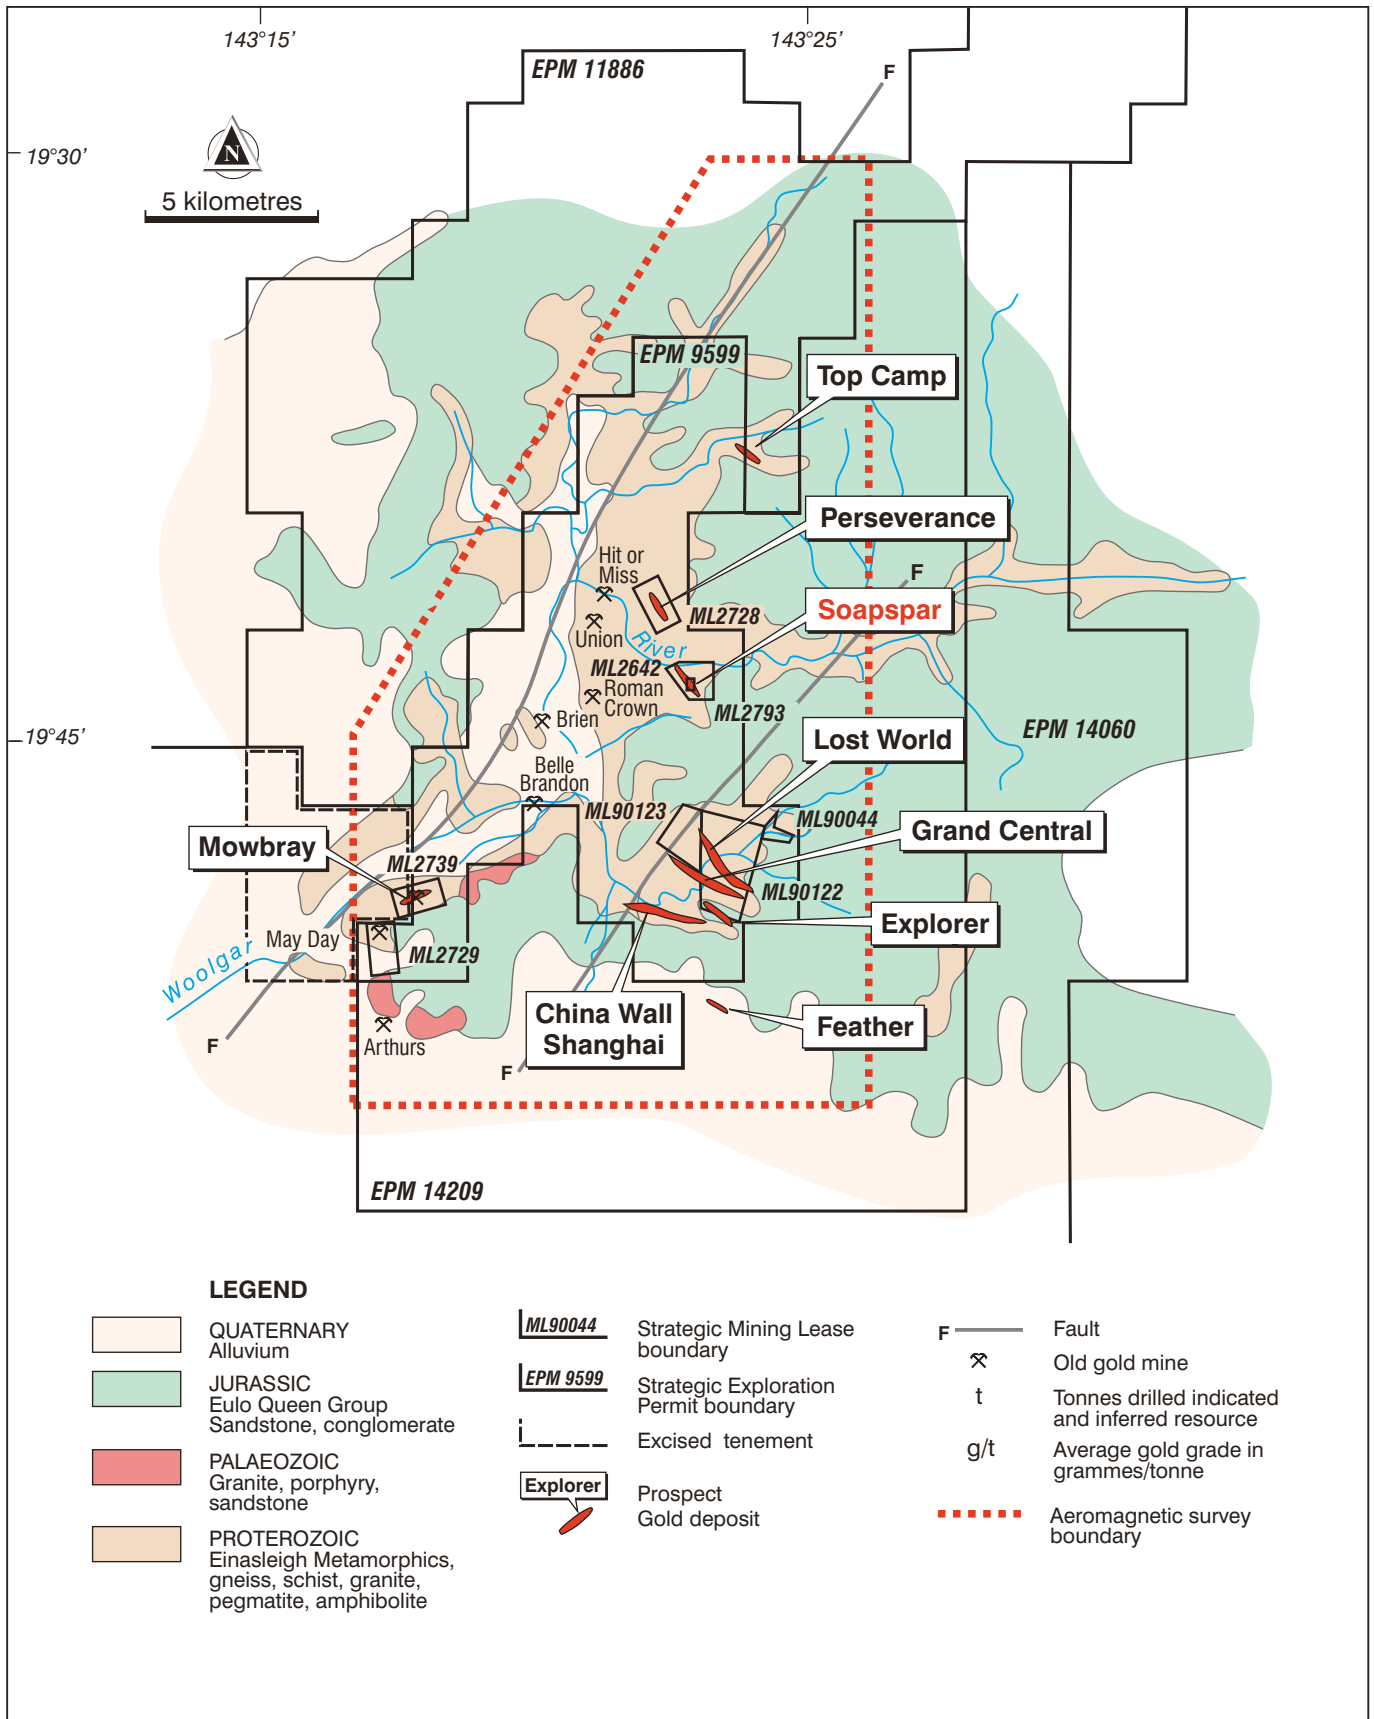 143°15'
143°25'
EPM 11886
F
19°30'
N
5 kilometres
EPM 9599
Top Camp
Perseverance
Hit or
Miss
F
ML2728
Soapspar
Union
River
ML2642
Roman
Crown
ML2793
Brien
EPM 14060
19°45'
Lost World
Belle
Brandon
ML90123
ML90044
Grand Central
Mowbray
ML2739
ML90122
Explorer
May Day
Woolgar
ML2729
China Wall
Shanghai
Feather
Arthurs
F
F
EPM 14209
LEGEND
QUATERNARY
Alluvium
JURASSIC
Eulo Queen Group
Sandstone, conglomerate
PALAEOZOIC
Granite, porphyry,
sandstone
PROTEROZOIC
Einasleigh Metamorphics,
gneiss, schist, granite,
pegmatite, amphibolite
ML90044
Strategic Mining Lease
boundary
EPM 9599
Strategic Exploration
Permit boundary
Excised tenement
Explorer
Prospect
Gold deposit
F
Fault
Old gold mine
t
Tonnes drilled indicated
and inferred resource
g/t
Average gold grade in
grammes/tonne
Aeromagnetic survey
boundary